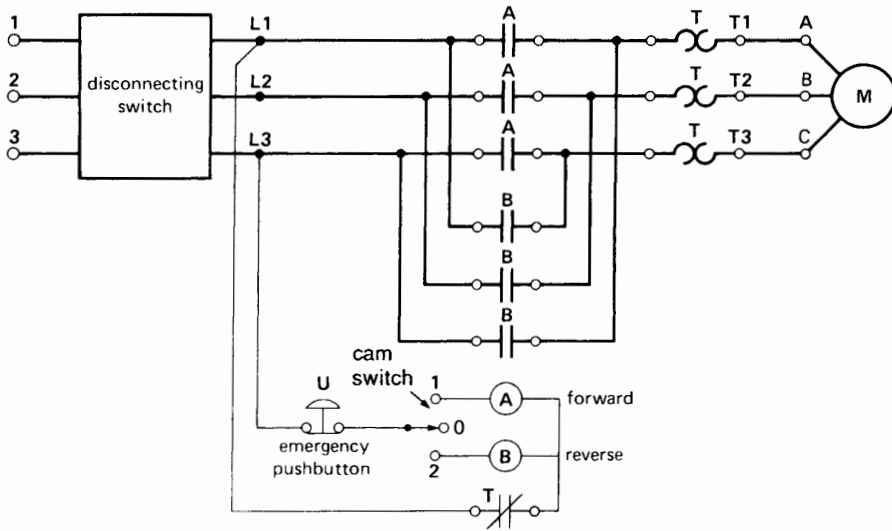 1
L1
A
T
T1
A
disconnecting
switch
2
L2
A
T
T2
B
M
3
L3
A
T
T3
C
B
B
B
cam
switch
U
1
A
forward
0
emergency
pushbutton
2
B
reverse
T